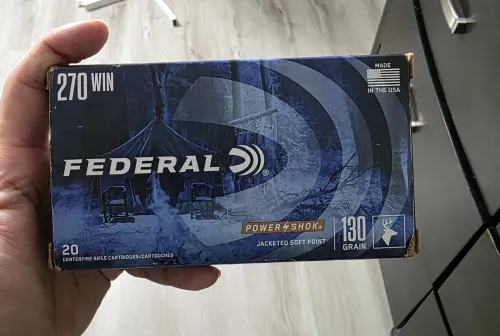 270 WIN
MADE
IN THE USA
FEDERAL
POWER SHOK
JACKETED SOFT POINT
130
GRAIN
20
CENTERFIRE RIFLE CARTRIDGES/CARTOUCHES